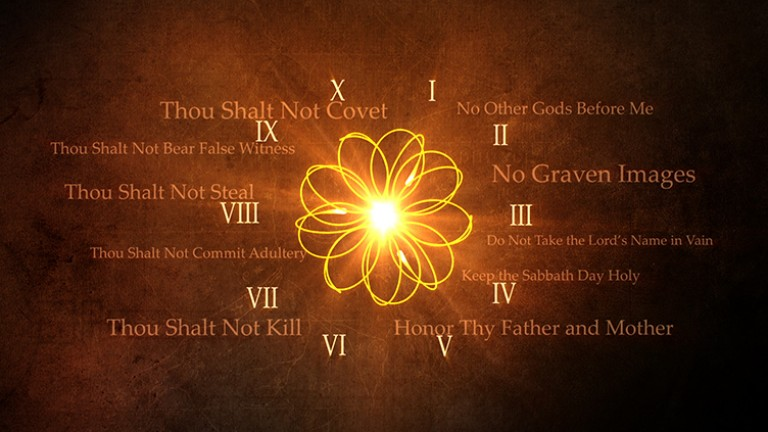 I
No Other Gods Before Me
II
No Graven Images
III
Do Not Take the Lord's Name in Vain
IV
Keep the Sabbath Day Holy
V
Honor Thy Father and Mother
VI
Thou Shalt Not Kill
VII
Thou Shalt Not Commit Adultery
VIII
Thou Shalt Not Steal
IX
Thou Shalt Not Bear False Witness
X
Thou Shalt Not Covet